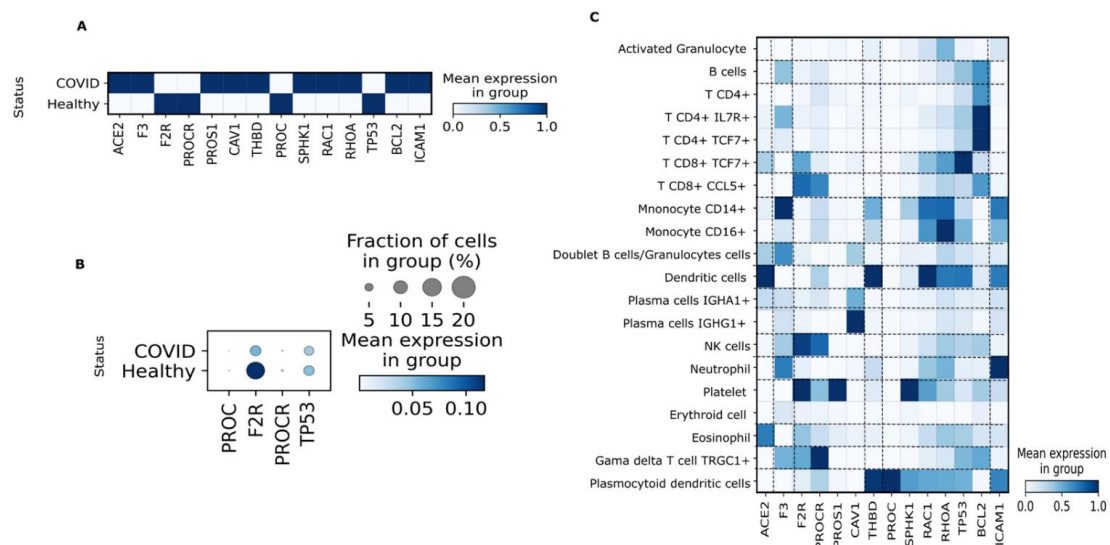 A
Status
COVID
Healthy
ACE2 F3 F2R PROCR PROS1 CAV1 THBD PROC SPHK1 RAC1 RHOA TP53 BCL2 ICAM1
Mean expression
in group
0.0 0.5 1.0
B
Status
COVID
Healthy
PROC F2R PROCR TP53
Fraction of cells
in group (%)
5 10 15 20
Mean expression
in group
0.05 0.10
C
Activated Granulocyte
B cells
T CD4+
T CD4+ IL7R+
T CD4+ TCF7+
T CD8+ TCF7+
T CD8+ CCL5+
Mnonocyte CD14+
Monocyte CD16+
Doublet B cells/Granulocytes cells
Dendritic cells
Plasma cells IGHA1+
Plasma cells IGHG1+
NK cells
Neutrophil
Platelet
Erythroid cell
Eosinophil
Gama delta T cell TRGC1+
Plasmocytoid dendritic cells
ACE2 F3 F2R PROCR PROS1 CAV1 THBD PROC SPHK1 RAC1 RHOA TP53 BCL2 ICAM1
Mean expression
in group
0.0 0.5 1.0